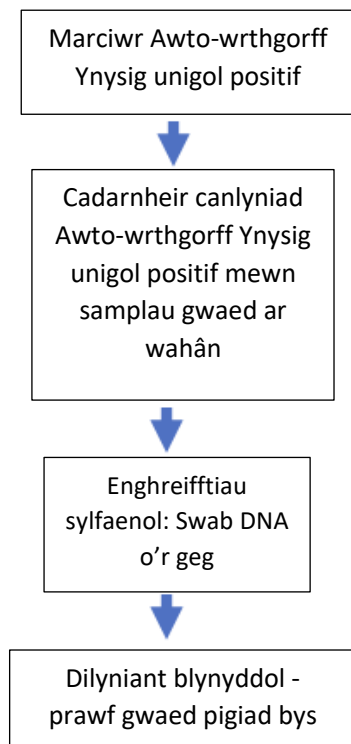 Marciwr Awto-wrthgorff
Ynysig unigol positif
Cadarnheir canlyniad
Awto-wrthgorff Ynysig
unigol positif mewn
samplau gwaed ar
wahân
Enghreifftiau
sylfaenol: Swab DNA
o'r geg
Dilyniant blynyddol -
prawf gwaed pigiad bys